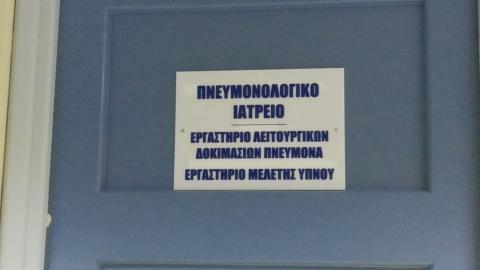 ΠΝΕΥΜΟΝΟΛΟΓΙΚΟ
ΙΑΤΡΕΙΟ
ΕΡΓΑΣΤΗΡΙΟ ΛΕΙΤΟΥΡΓΙΚΩΝ
ΔΟΚΙΜΑΣΙΩΝ ΠΝΕΥΜΟΝΑ
ΕΡΓΑΣΤΗΡΙΟ ΜΕΛΕΤΗΣ ΥΠΝΟΥ